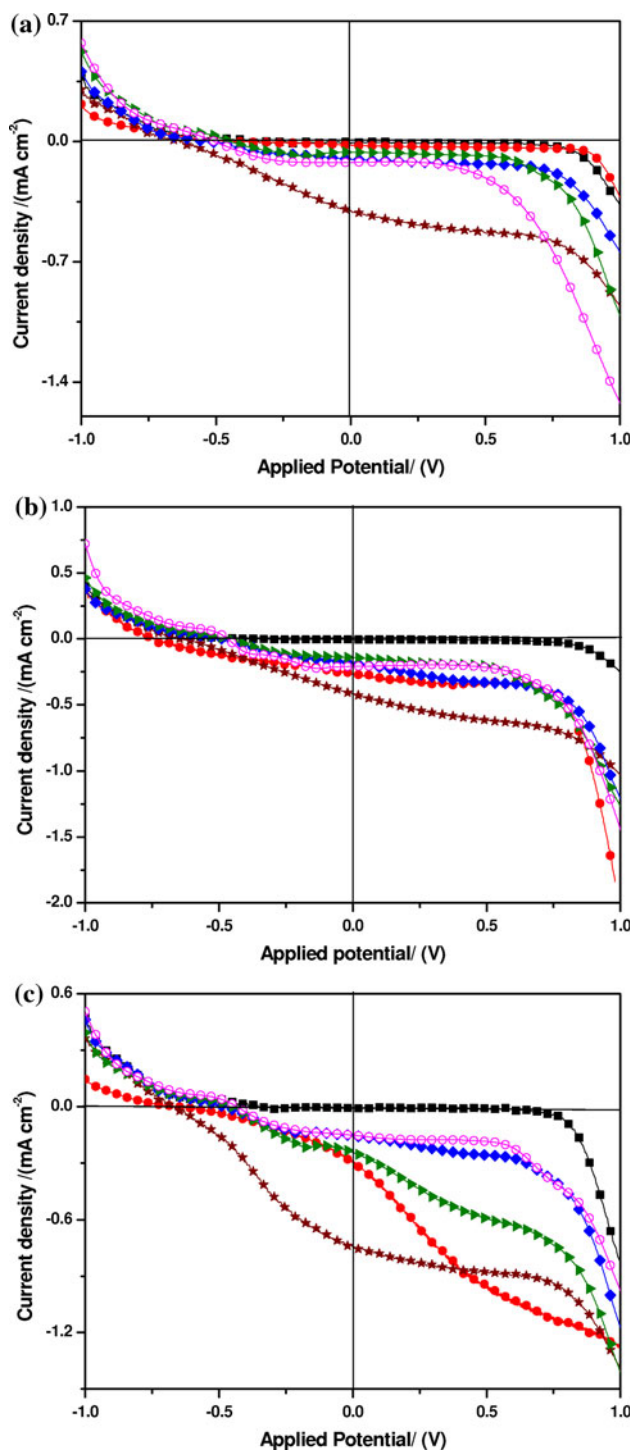 (a)
0.7
0.0
-0.7
-1.4
Current density /(mA cm-2)
-1.0 -0.5 0.0 0.5 1.0
Applied Potential/ (V)
(b)
1.0
0.5
0.0
-0.5
-1.0
-1.5
-2.0
Current density /(mA cm-2)
-1.0 -0.5 0.0 0.5 1.0
Applied potential/ (V)
(c)
0.6
0.0
-0.6
-1.2
Current density /(mA cm-2)
-1.0 -0.5 0.0 0.5 1.0
Applied Potential/ (V)